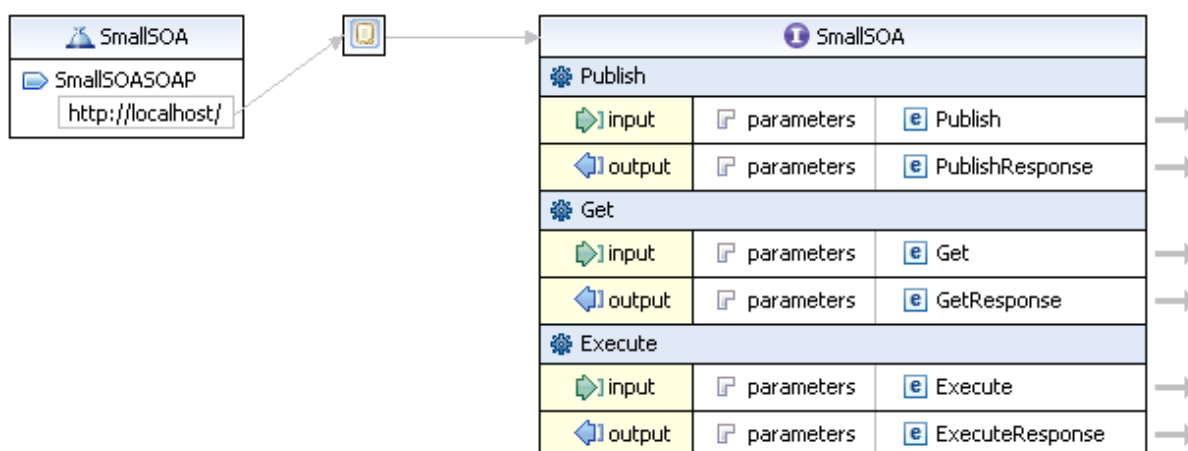 SmallSOA
SmallSOASOAP
http://localhost/
SmallSOA
Publish
input parameters Publish
output parameters PublishResponse
Get
input parameters Get
output parameters GetResponse
Execute
input parameters Execute
output parameters ExecuteResponse